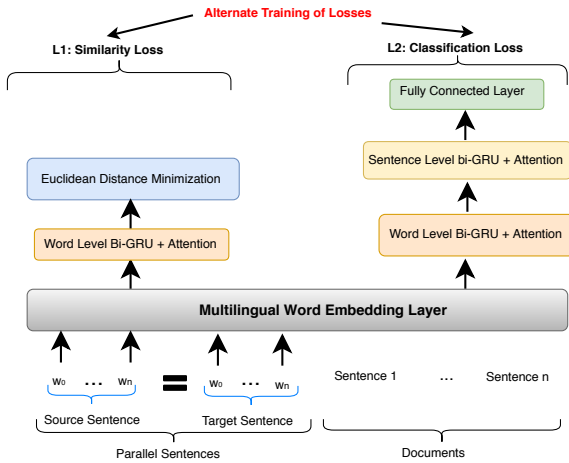 Alternate Training of Losses
L1: Similarity Loss
L2: Classification Loss
Fully Connected Layer
Euclidean Distance Minimization
Sentence Level bi-GRU + Attention
Word Level Bi-GRU + Attention
Word Level Bi-GRU + Attention
Multilingual Word Embedding Layer
w₀ ... wₙ = w₀ ... wₙ
Sentence 1 ... Sentence n
Source Sentence
Target Sentence
Parallel Sentences
Documents